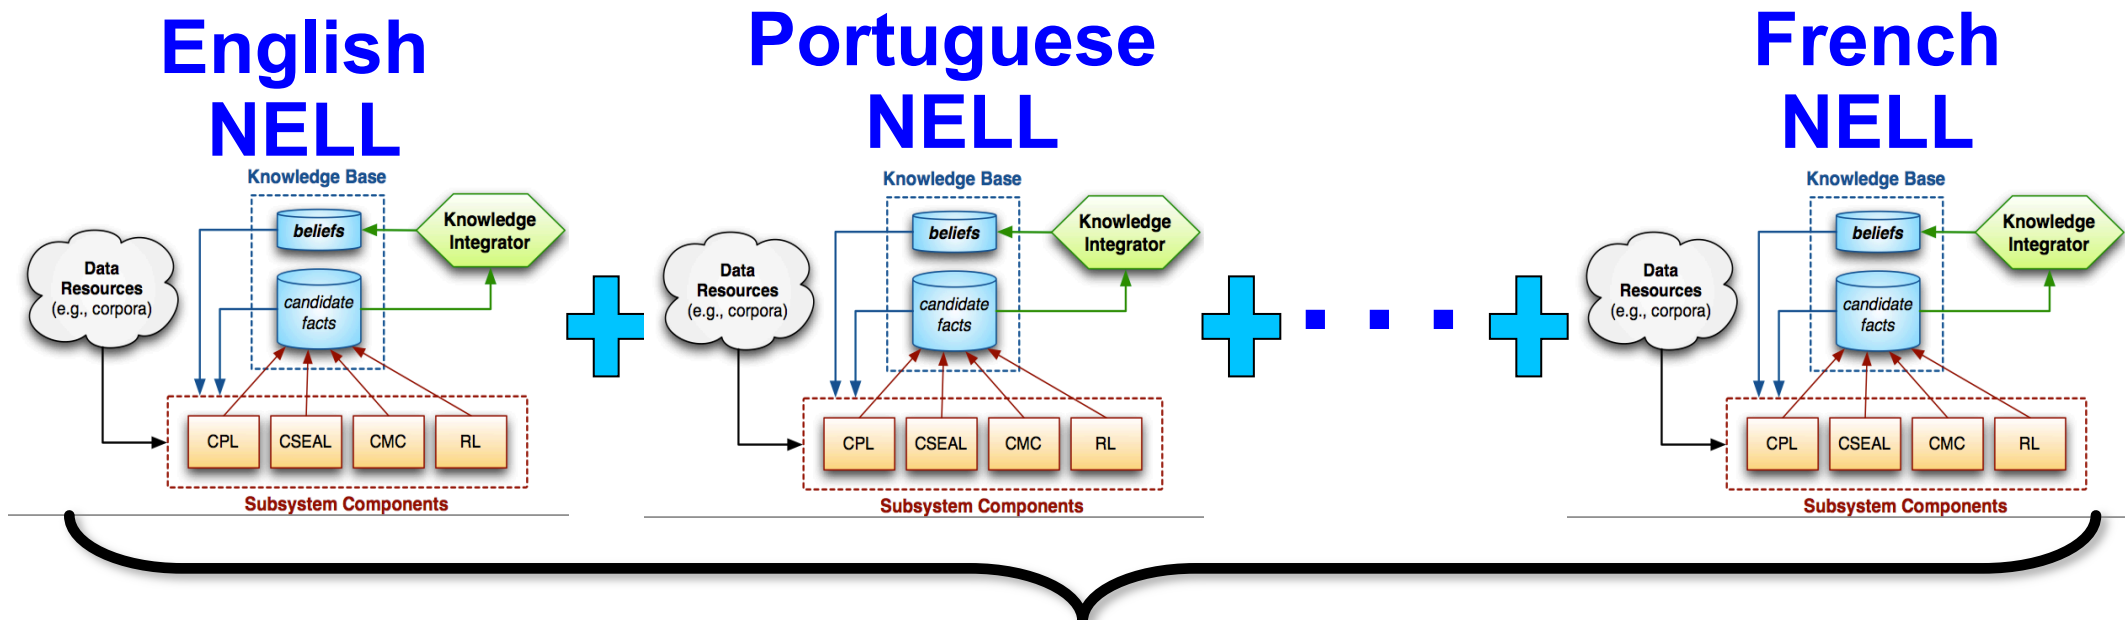 English
NELL
Knowledge Base
beliefs
Knowledge
Integrator
Data
Resources
(e.g., corpora)
candidate
facts
CPL
CSEAL
CMC
RL
Subsystem Components
Portuguese
NELL
Knowledge Base
beliefs
Knowledge
Integrator
Data
Resources
(e.g., corpora)
candidate
facts
CPL
CSEAL
CMC
RL
Subsystem Components
French
NELL
Knowledge Base
beliefs
Knowledge
Integrator
Data
Resources
(e.g., corpora)
candidate
facts
CPL
CSEAL
CMC
RL
Subsystem Components